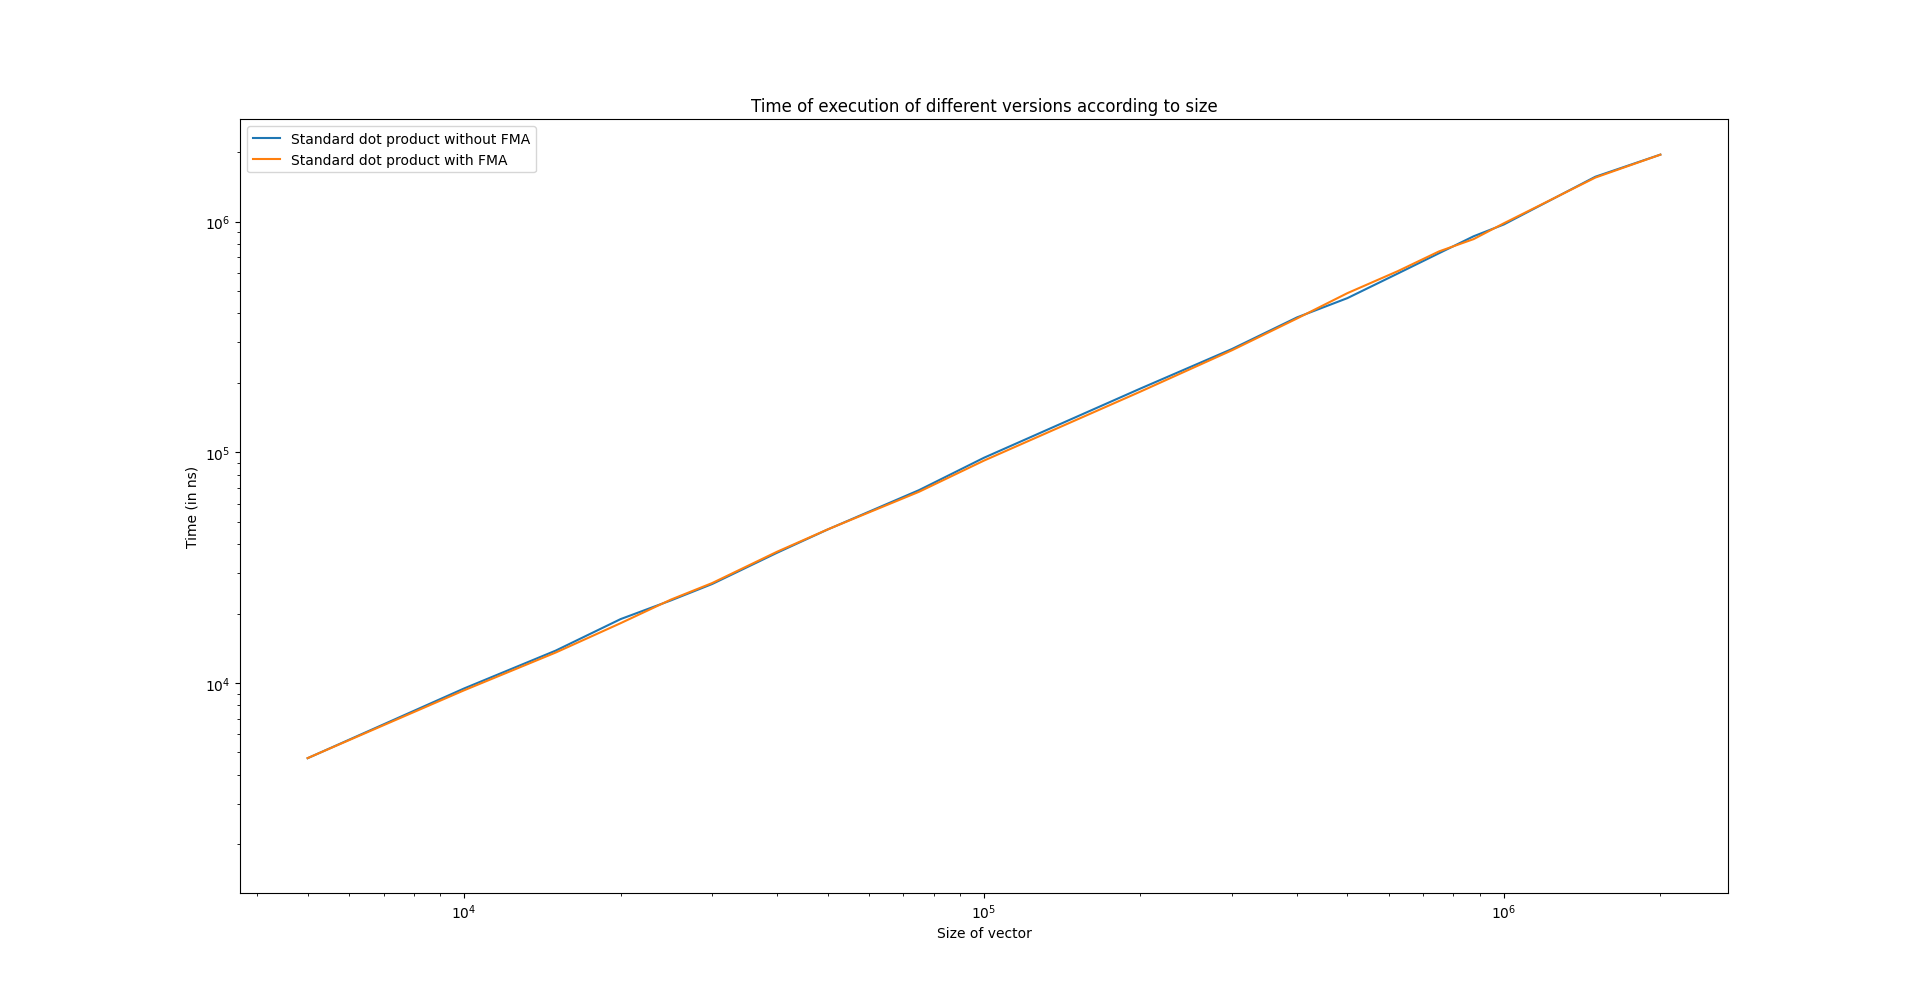 Time of execution of different versions according to size
Standard dot product without FMA
Standard dot product with FMA
10^6
10^5
10^4
Time (in ns)
10^4 10^5 10^6
Size of vector